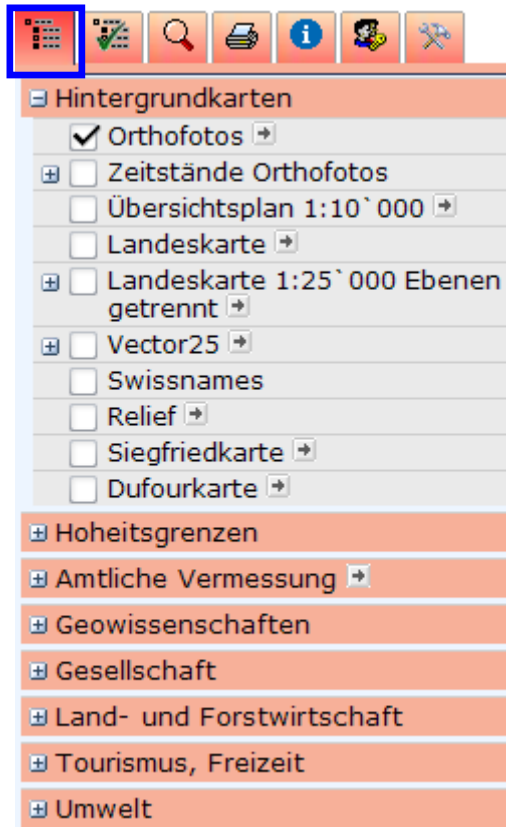 Hintergrundkarten
Orthofotos
Zeitstände Orthofotos
Übersichtsplan 1:10`000
Landeskarte
Landeskarte 1:25`000 Ebenen
getrennt
Vector25
Swissnames
Relief
Siegfriedkarte
Dufourkarte
Hoheitsgrenzen
Amtliche Vermessung
Geowissenschaften
Gesellschaft
Land- und Forstwirtschaft
Tourismus, Freizeit
Umwelt